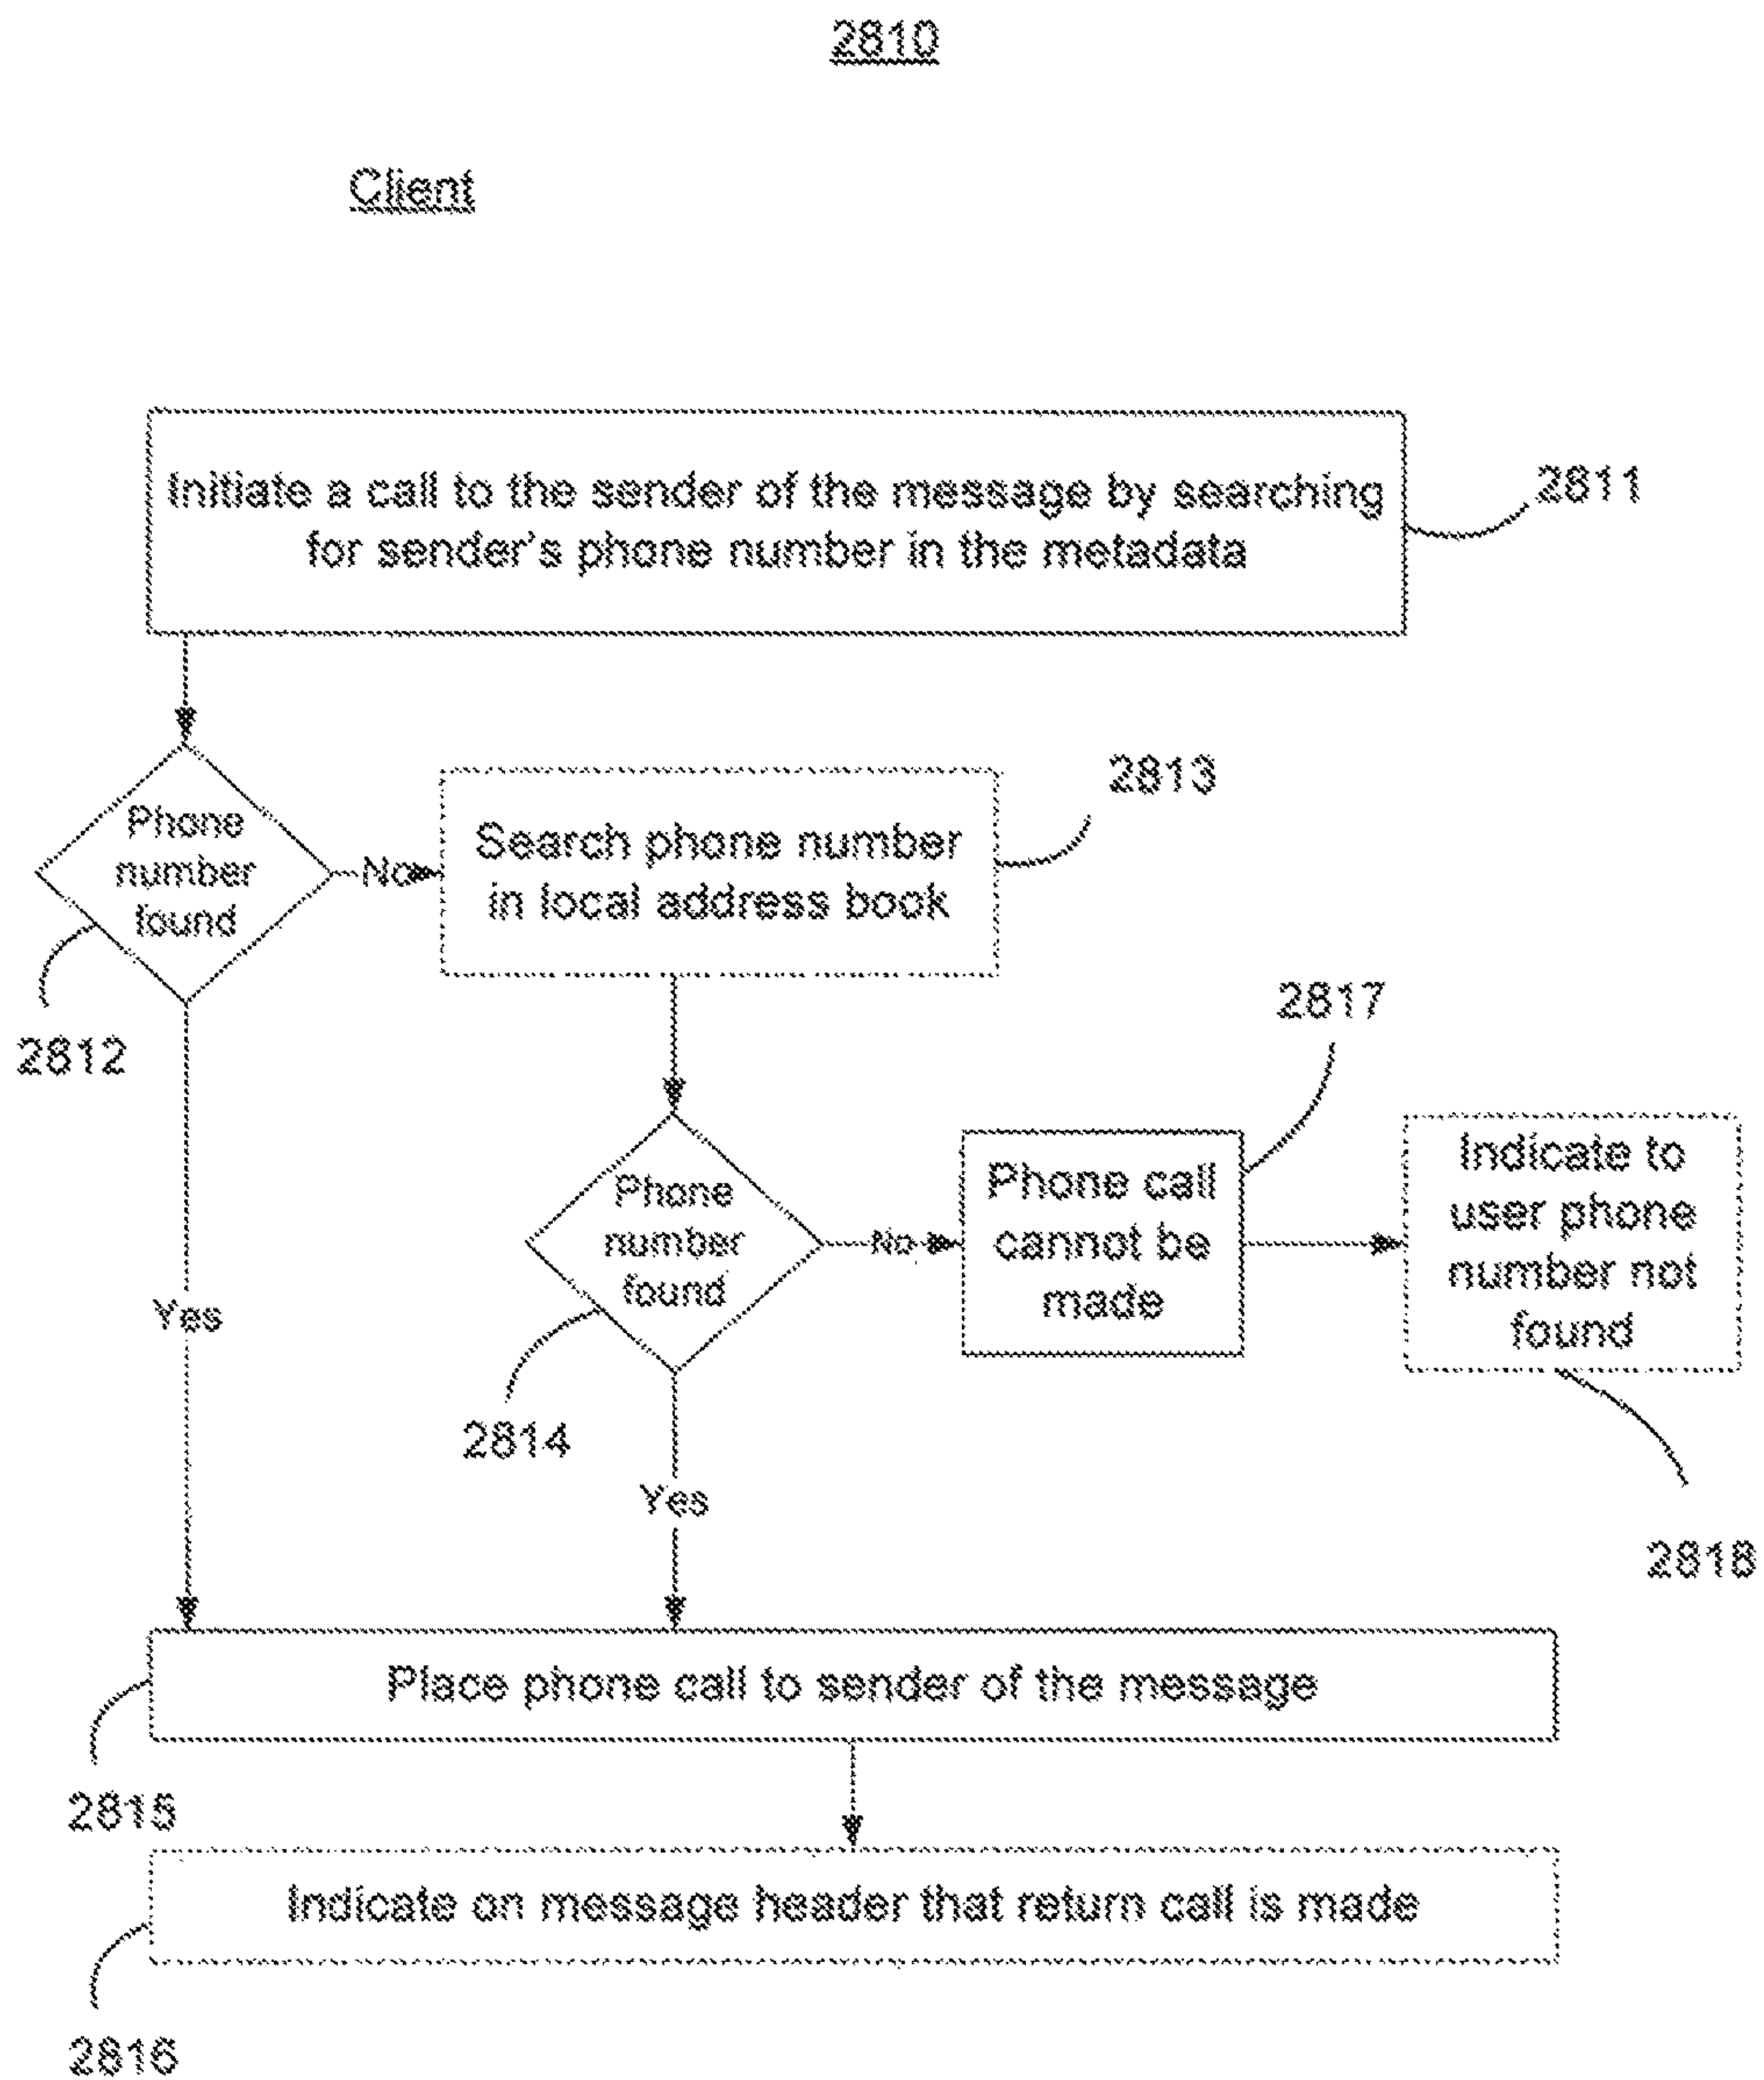 2810
Client
Initiate a call to the sender of the message by searching
for sender's phone number in the metadata
2811
Phone
number
found
2812
No
Search phone number
in local address book
2813
Phone
number
found
2814
No
Phone call
cannot be
made
2817
Indicate to
user phone
number not
found
2818
Yes
Yes
Place phone call to sender of the message
2815
Indicate on message header that return call is made
2816